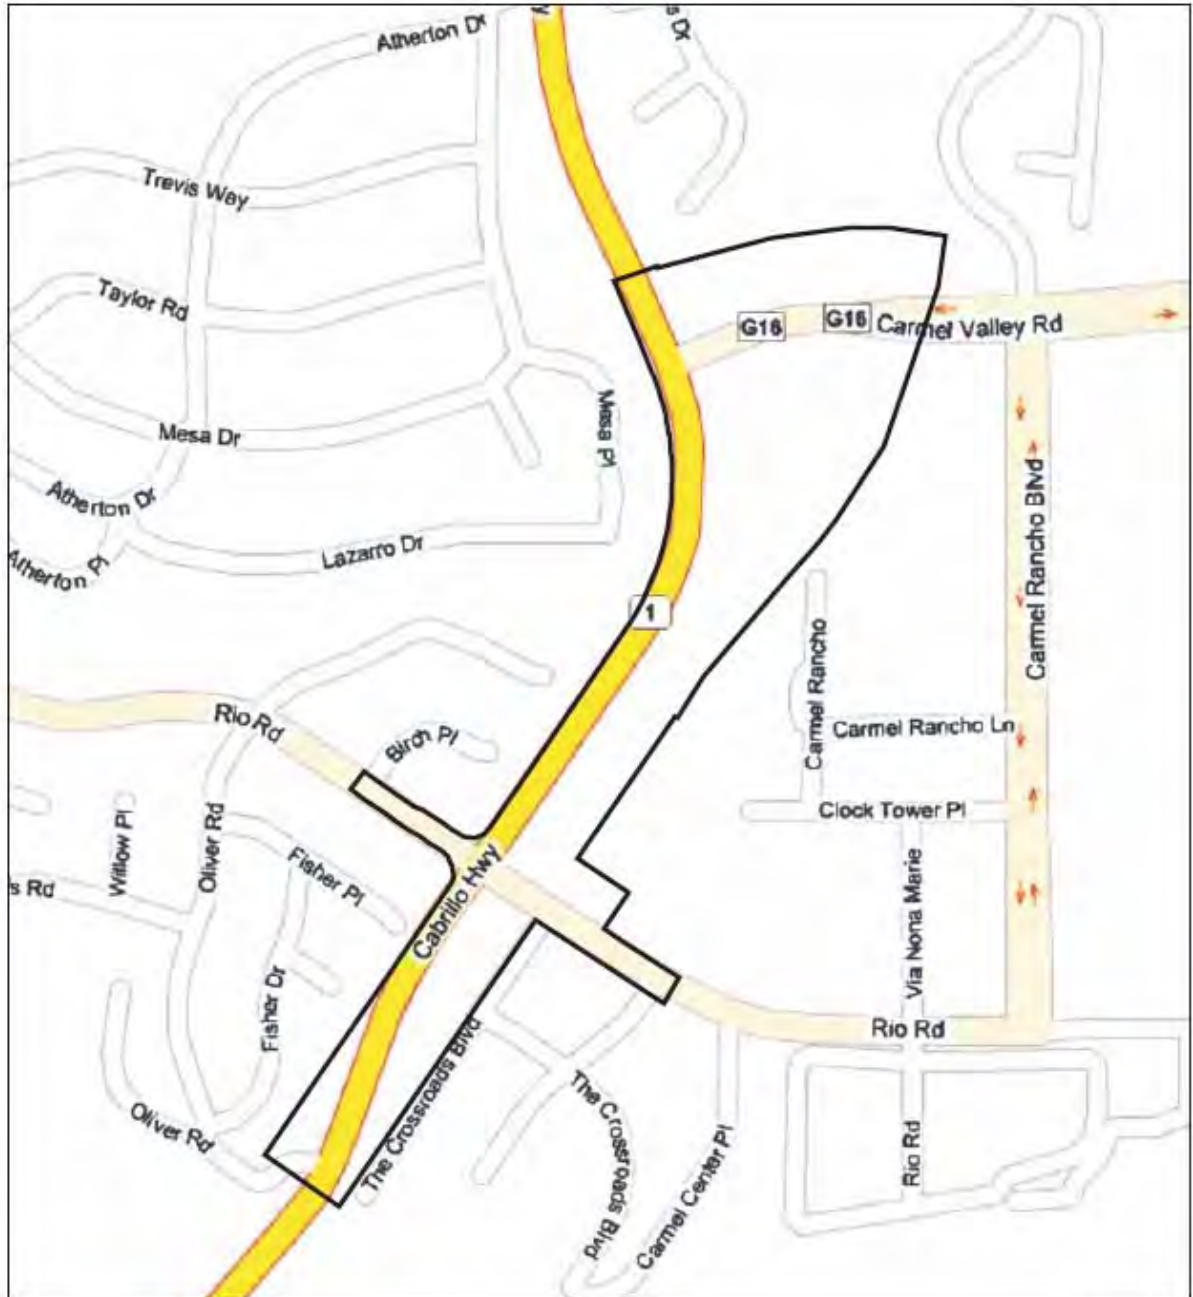 Atherton Dr
s Dr
y
Trevis Way
Taylor Rd
G16
G16
Carmel Valley Rd
Mesa Dr
Mesa Pl
Atherton Dr
Atherton Pl
Lazarro Dr
Carmel Rancho Blvd
1
Carmel Rancho
Rio Rd
Birch Pl
Carmel Rancho Ln
Clock Tower Pl
Willow Pl
Oliver Rd
Fisher Pl
Cabrillo Hwy
Via Nona Marie
s Rd
Fisher Dr
Rio Rd
The Crossroads Blvd
Oliver Rd
The Crossroads Blvd
Carmel Center Pl
Rio Rd